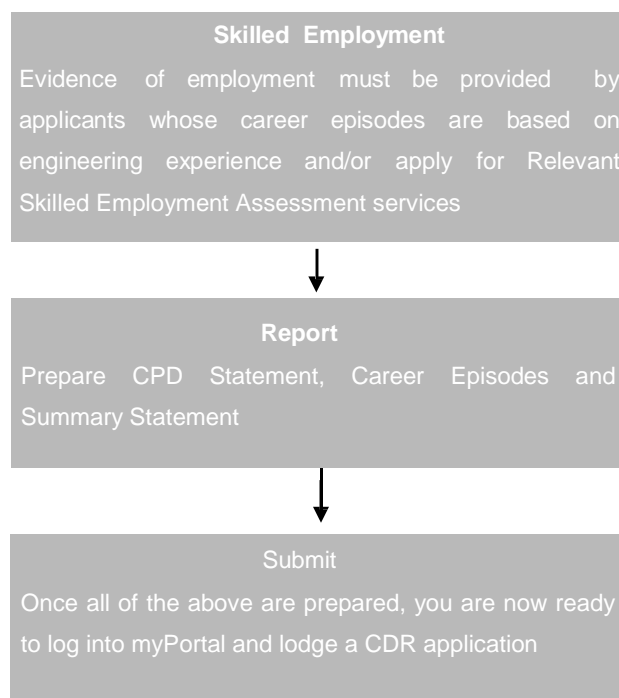 Skilled Employment
Evidence of employment must be provided by
applicants whose career episodes are based on
engineering experience and/or apply for Relevant
Skilled Employment Assessment services
Report
Prepare CPD Statement, Career Episodes and
Summary Statement
Submit
Once all of the above are prepared, you are now ready
to log into myPortal and lodge a CDR application